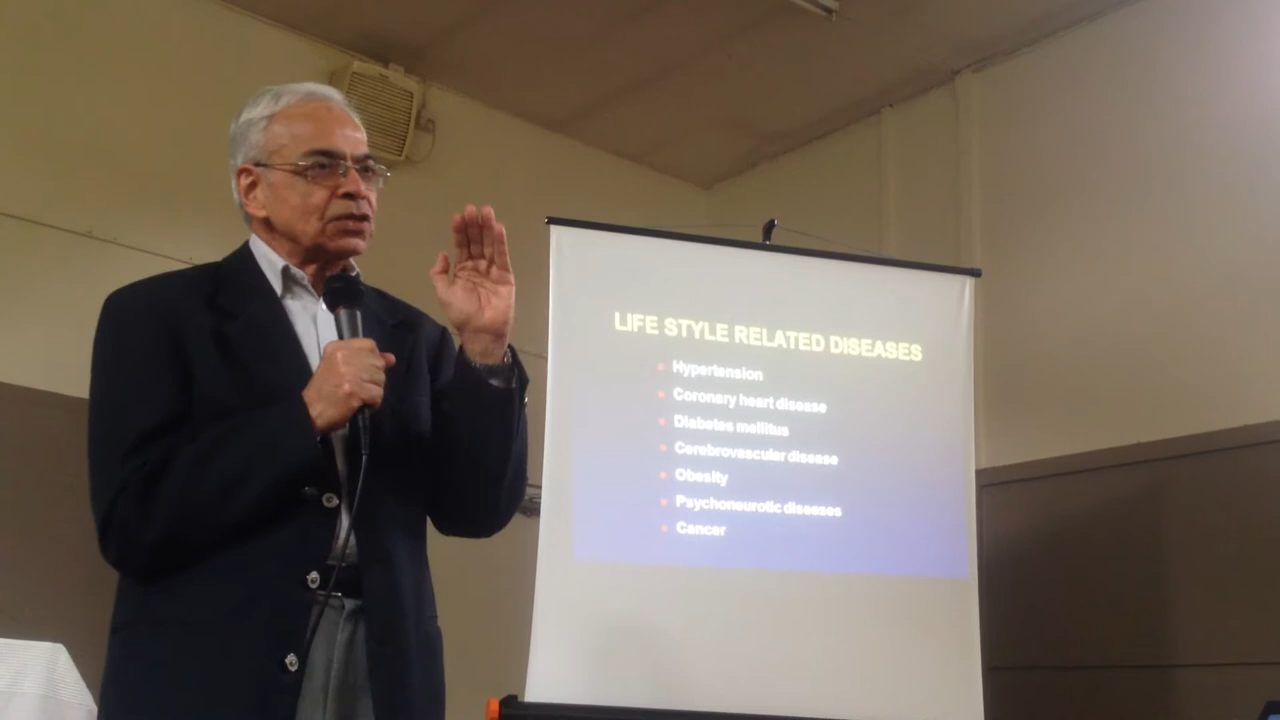 LIFE STYLE RELATED DISEASES
Hypertension
Coronary heart disease
Diabetes mellitus
Cerebrovascular disease
Obesity
Psychoneurotic diseases
Cancer